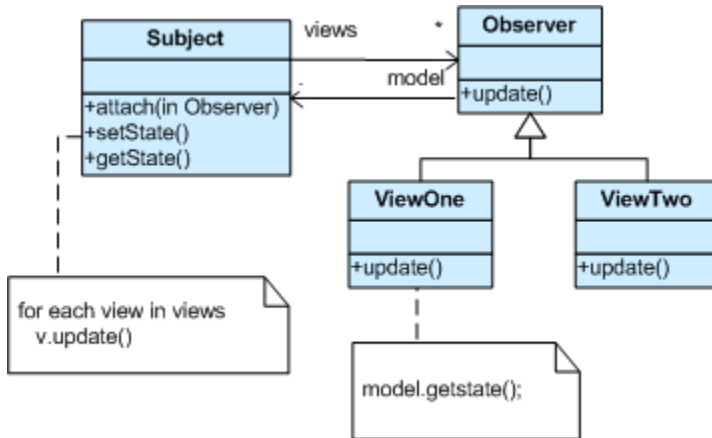 Subject
views
*
Observer
model
+attach(in Observer)
+setState()
+getState()
+update()
ViewOne
+update()
ViewTwo
+update()
for each view in views
v.update()
model.getstate();